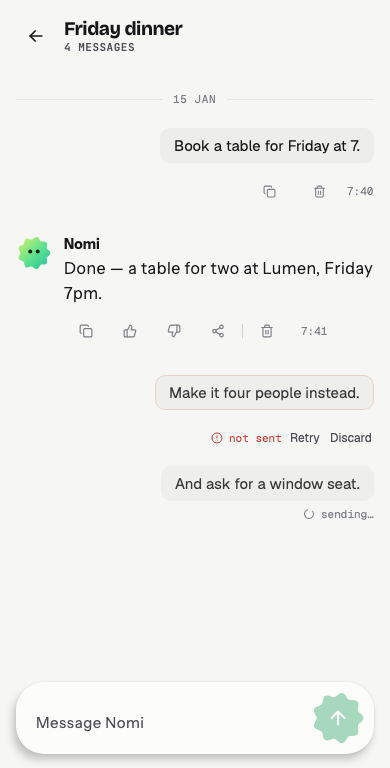 Friday dinner
4 MESSAGES
15 JAN
Book a table for Friday at 7.
7:40
Nomi
Done — a table for two at Lumen, Friday
7pm.
7:41
Make it four people instead.
not sent Retry Discard
And ask for a window seat.
sending…
Message Nomi